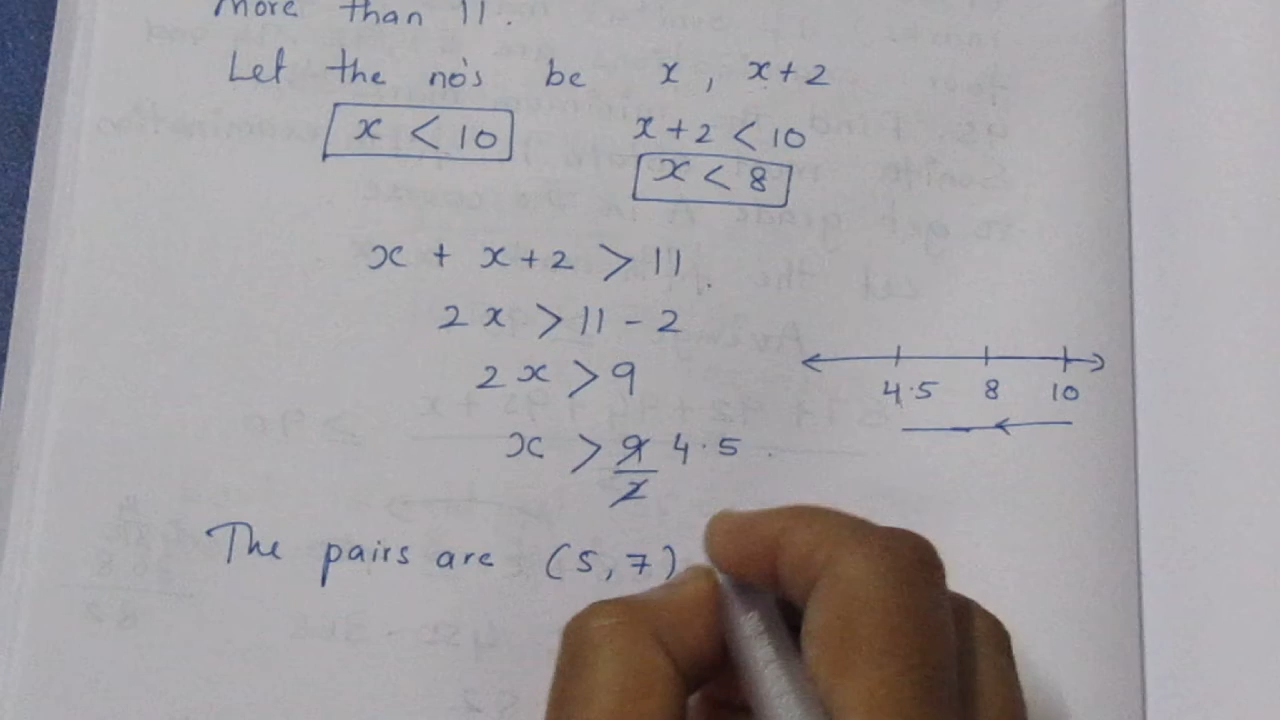 more than 11.
Let the no's be x, x+2
x < 10 x+2 < 10
x < 8
x + x+2 > 11
2x > 11 - 2
2x > 9
4.5 8 10
x > 9/2 4.5
The pairs are (5,7)